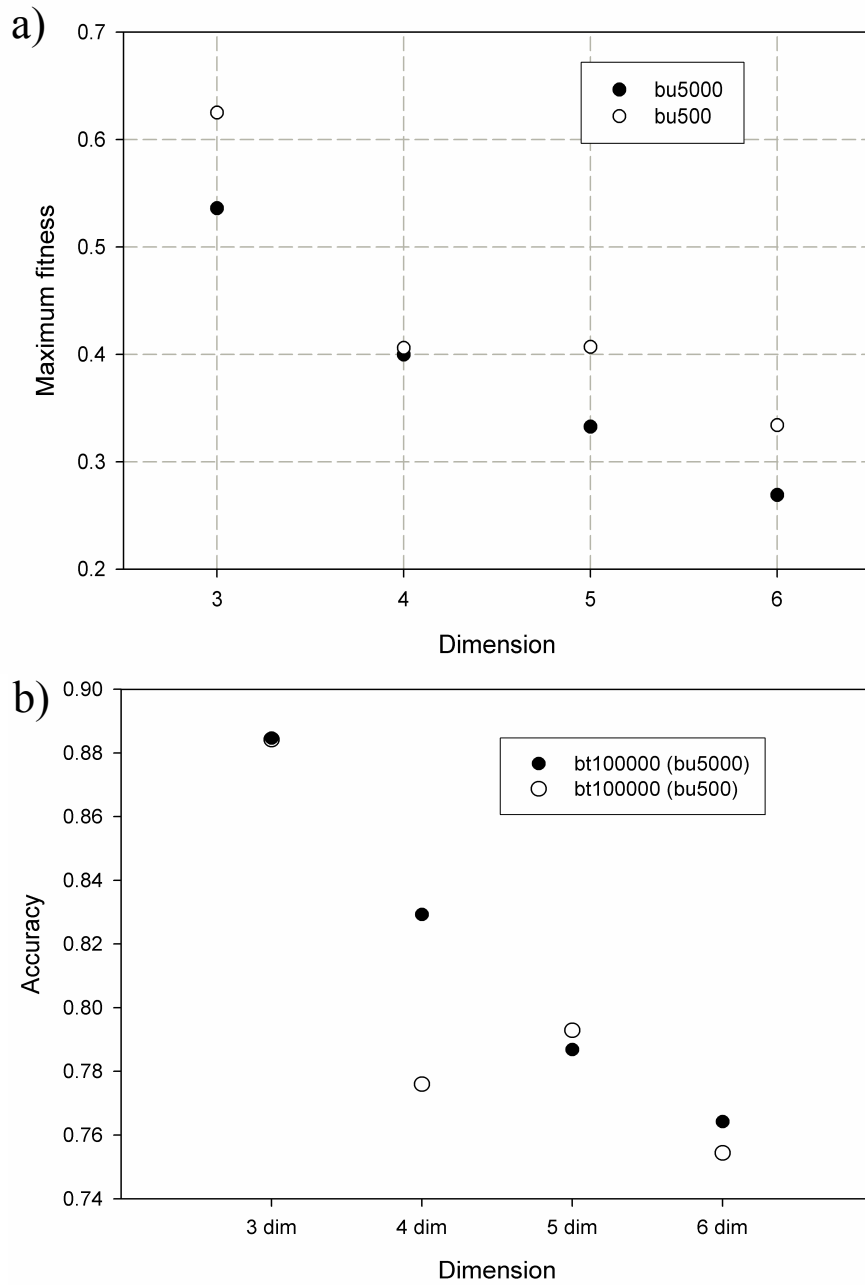 a)
0.7
0.6
0.5
0.4
0.3
0.2
Maximum fitness
bu5000
bu500
3 4 5 6
Dimension
b)
0.90
0.88
0.86
0.84
0.82
0.80
0.78
0.76
0.74
Accuracy
bt100000 (bu5000)
bt100000 (bu500)
3 dim 4 dim 5 dim 6 dim
Dimension